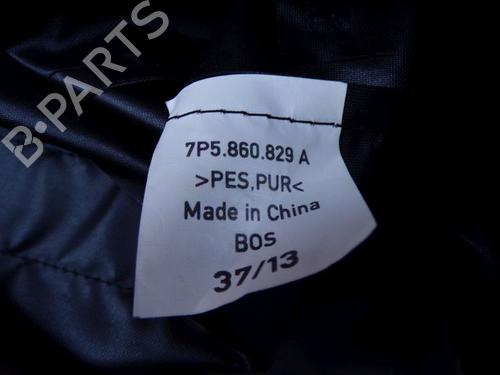 B-PARTS
7P5.860.829 A
>PES,PUR<
Made in China
BOS
37/13